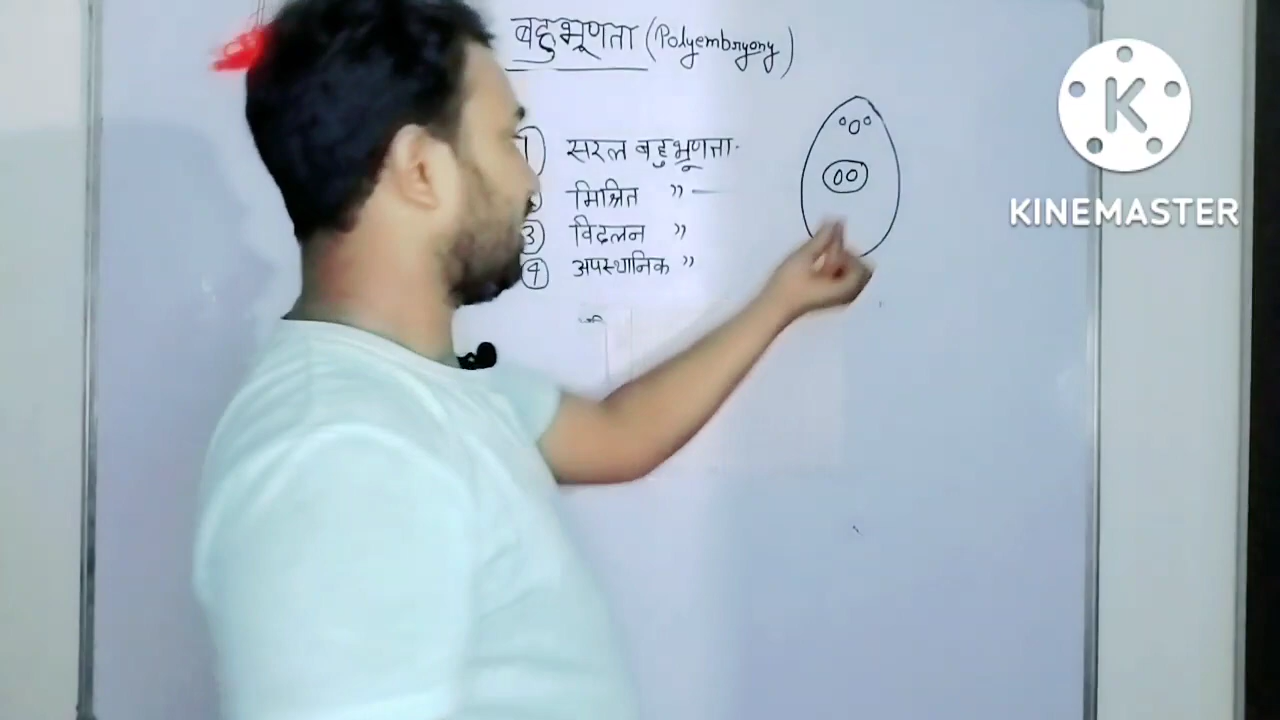 बहुभ्रूणता (Polyembryony)
1) सरल बहुभ्रूणता.
मिश्रित "
3) विदलन "
4 अपस्थानिक "
K
KINEMASTER